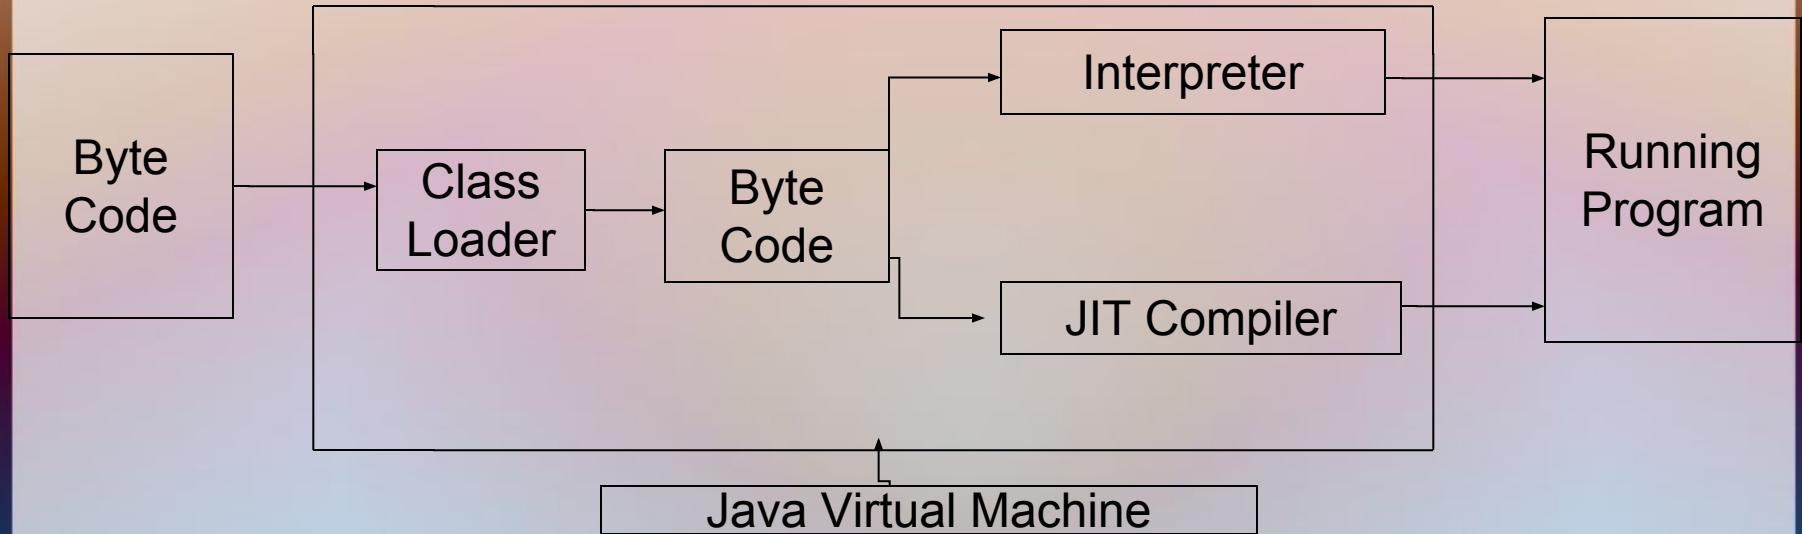 Byte
Code
Class
Loader
Byte
Code
Interpreter
JIT Compiler
Running
Program
Java Virtual Machine